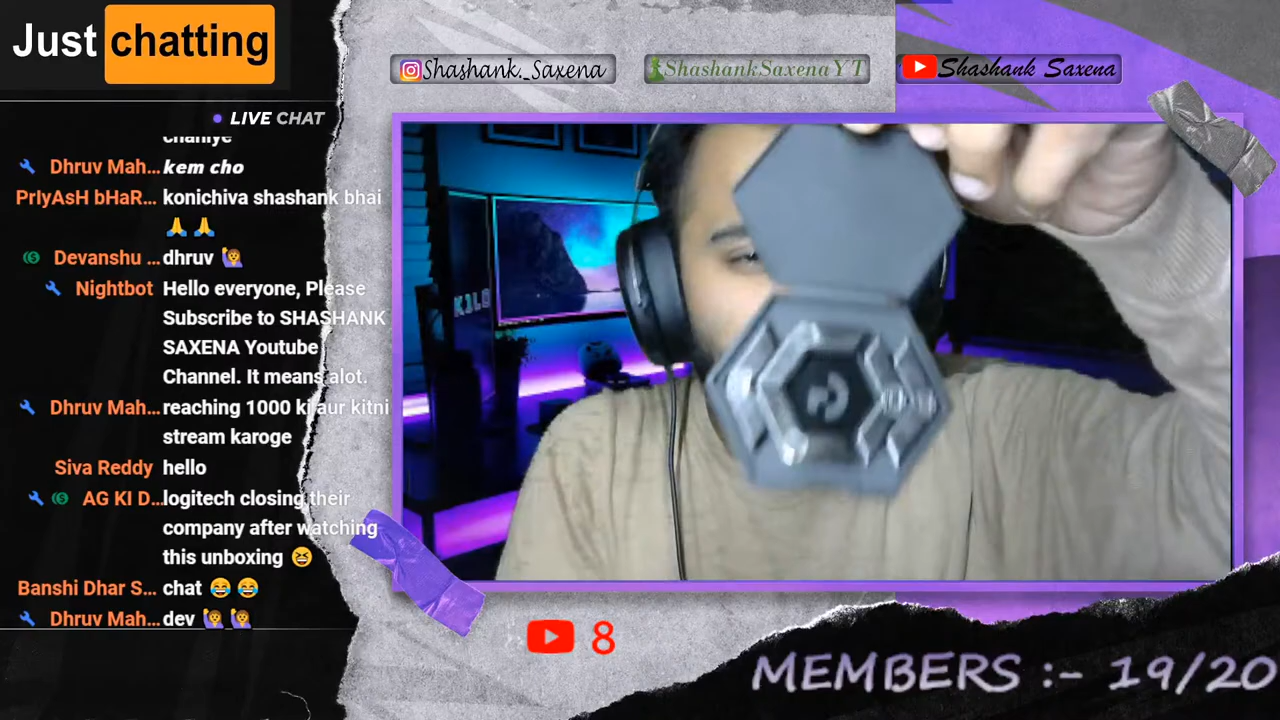 Just chatting
Shashank._Saxena
ShashankSaxenaYT
Shashank Saxena
LIVE CHAT
Dhruv Mah... kem cho
PrIyAsH bHaR... konichiva shashank bhai
🙏 🙏
Devanshu ... dhruv 🙋
Nightbot Hello everyone, Please
Subscribe to SHASHANK
SAXENA Youtube
Channel. It means alot.
Dhruv Mah... reaching 1000 ki aur kitni
stream karoge
Siva Reddy hello
AG KI D... logitech closing their
company after watching
this unboxing 😆
Banshi Dhar S... chat 😂 😂
Dhruv Mah... dev 🙋 🙋
8
MEMBERS :- 19/20